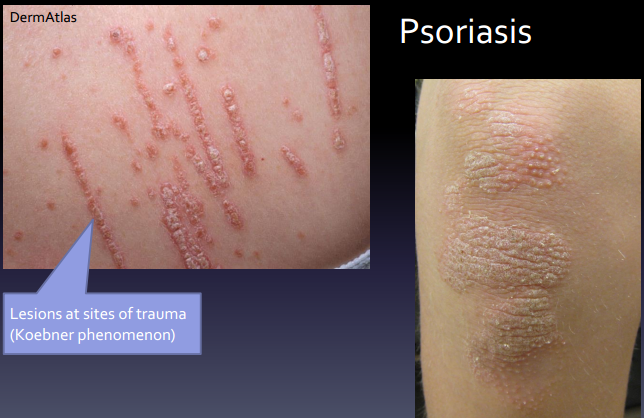 DermAtlas
Psoriasis
Lesions at sites of trauma
(Koebner phenomenon)